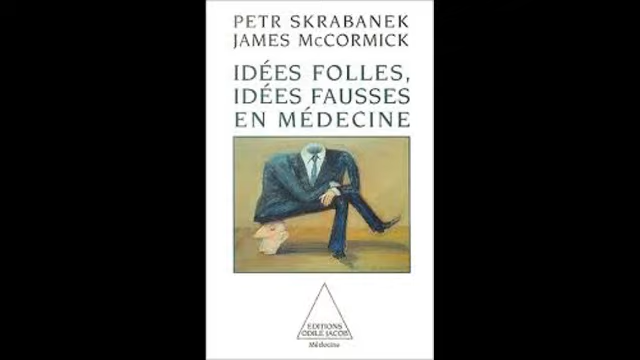 PETR SKRABANEK
JAMES McCORMICK
IDÉES FOLLES,
IDÉES FAUSSES
EN MÉDECINE
EDITIONS
ODILE JACOB
Médecine